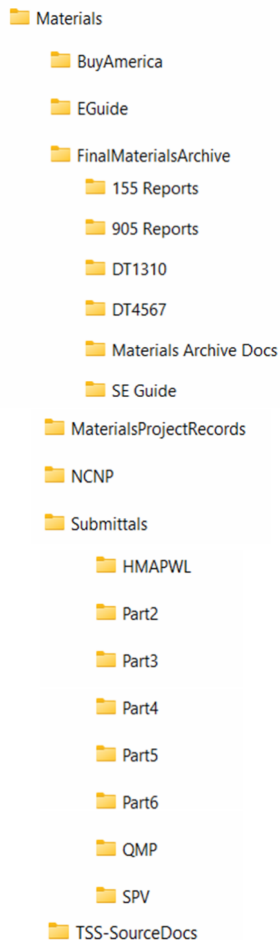 Materials
BuyAmerica
EGuide
FinalMaterialsArchive
155 Reports
905 Reports
DT1310
DT4567
Materials Archive Docs
SE Guide
MaterialsProjectRecords
NCNP
Submittals
HMAPWL
Part2
Part3
Part4
Part5
Part6
QMP
SPV
TSS-SourceDocs